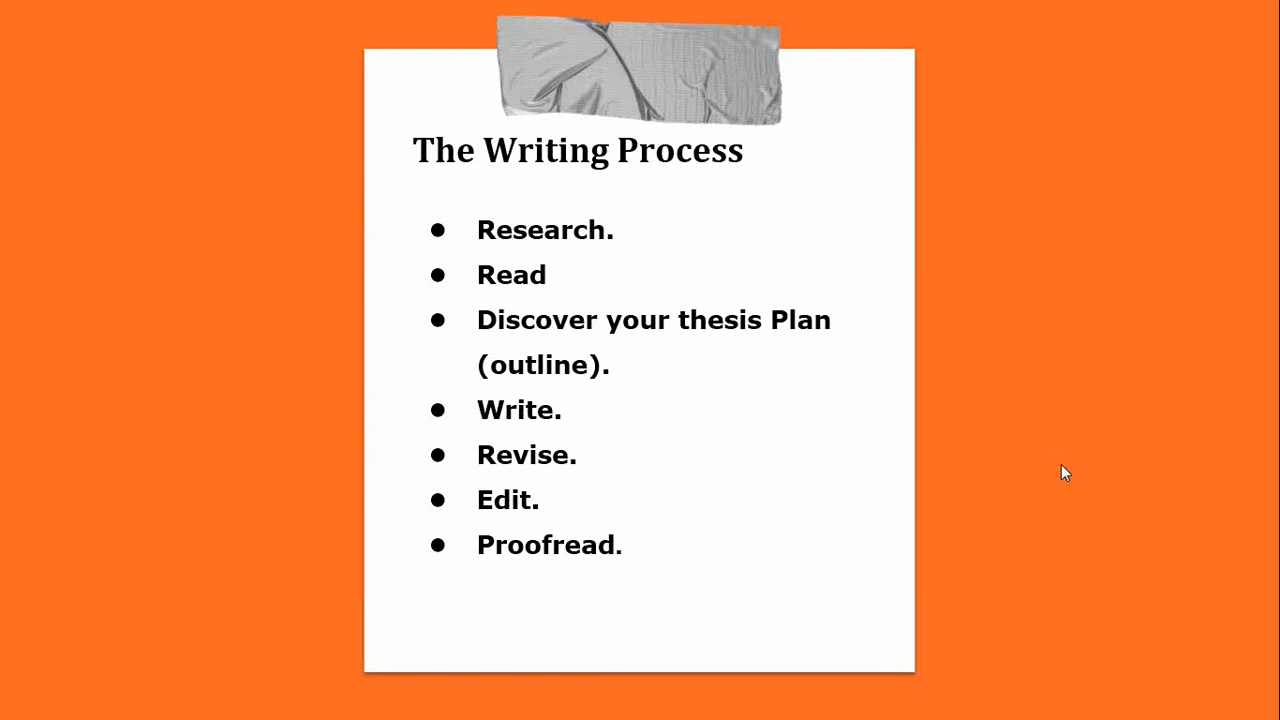 The Writing Process
● Research.
● Read
● Discover your thesis Plan
(outline).
● Write.
● Revise.
● Edit.
● Proofread.